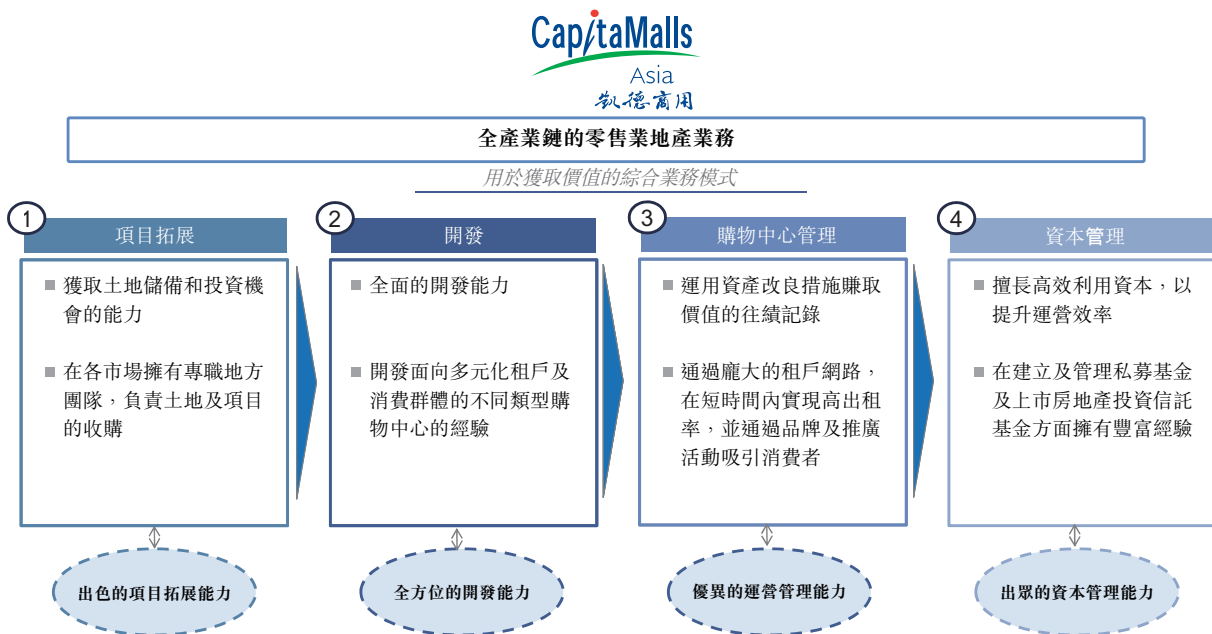 CapitaMalls
Asia
凱德商用
全產業鏈的零售業地產業務
用於獲取價值的綜合業務模式
1
項目拓展
獲取土地儲備和投資機
會的能力
在各市場擁有專職地方
團隊，負責土地及項目
的收購
出色的項目拓展能力
2
開發
全面的開發能力
開發面向多元化租戶及
消費群體的不同類型購
物中心的經驗
全方位的開發能力
3
購物中心管理
運用資產改良措施賺取
價值的往績記錄
通過龐大的租戶網路，
在短時間內實現高出租
率，並通過品牌及推廣
活動吸引消費者
優異的運營管理能力
4
資本管理
擅長高效利用資本，以
提升運營效率
在建立及管理私募基金
及上市房地產投資信託
基金方面擁有豐富經驗
出眾的資本管理能力